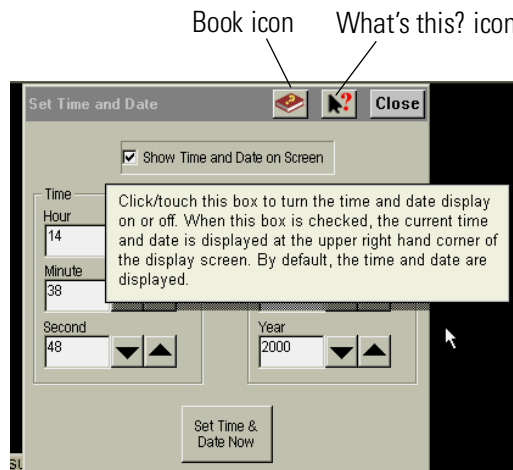 Book icon What's this? icon
Set Time and Date ? Close
Show Time and Date on Screen
Time
Hour
14
Click/touch this box to turn the time and date display
on or off. When this box is checked, the current time
and date is displayed at the upper right hand corner of
the display screen. By default, the time and date are
displayed.
Minute
38
Second
48
Year
2000
Set Time &
Date Now